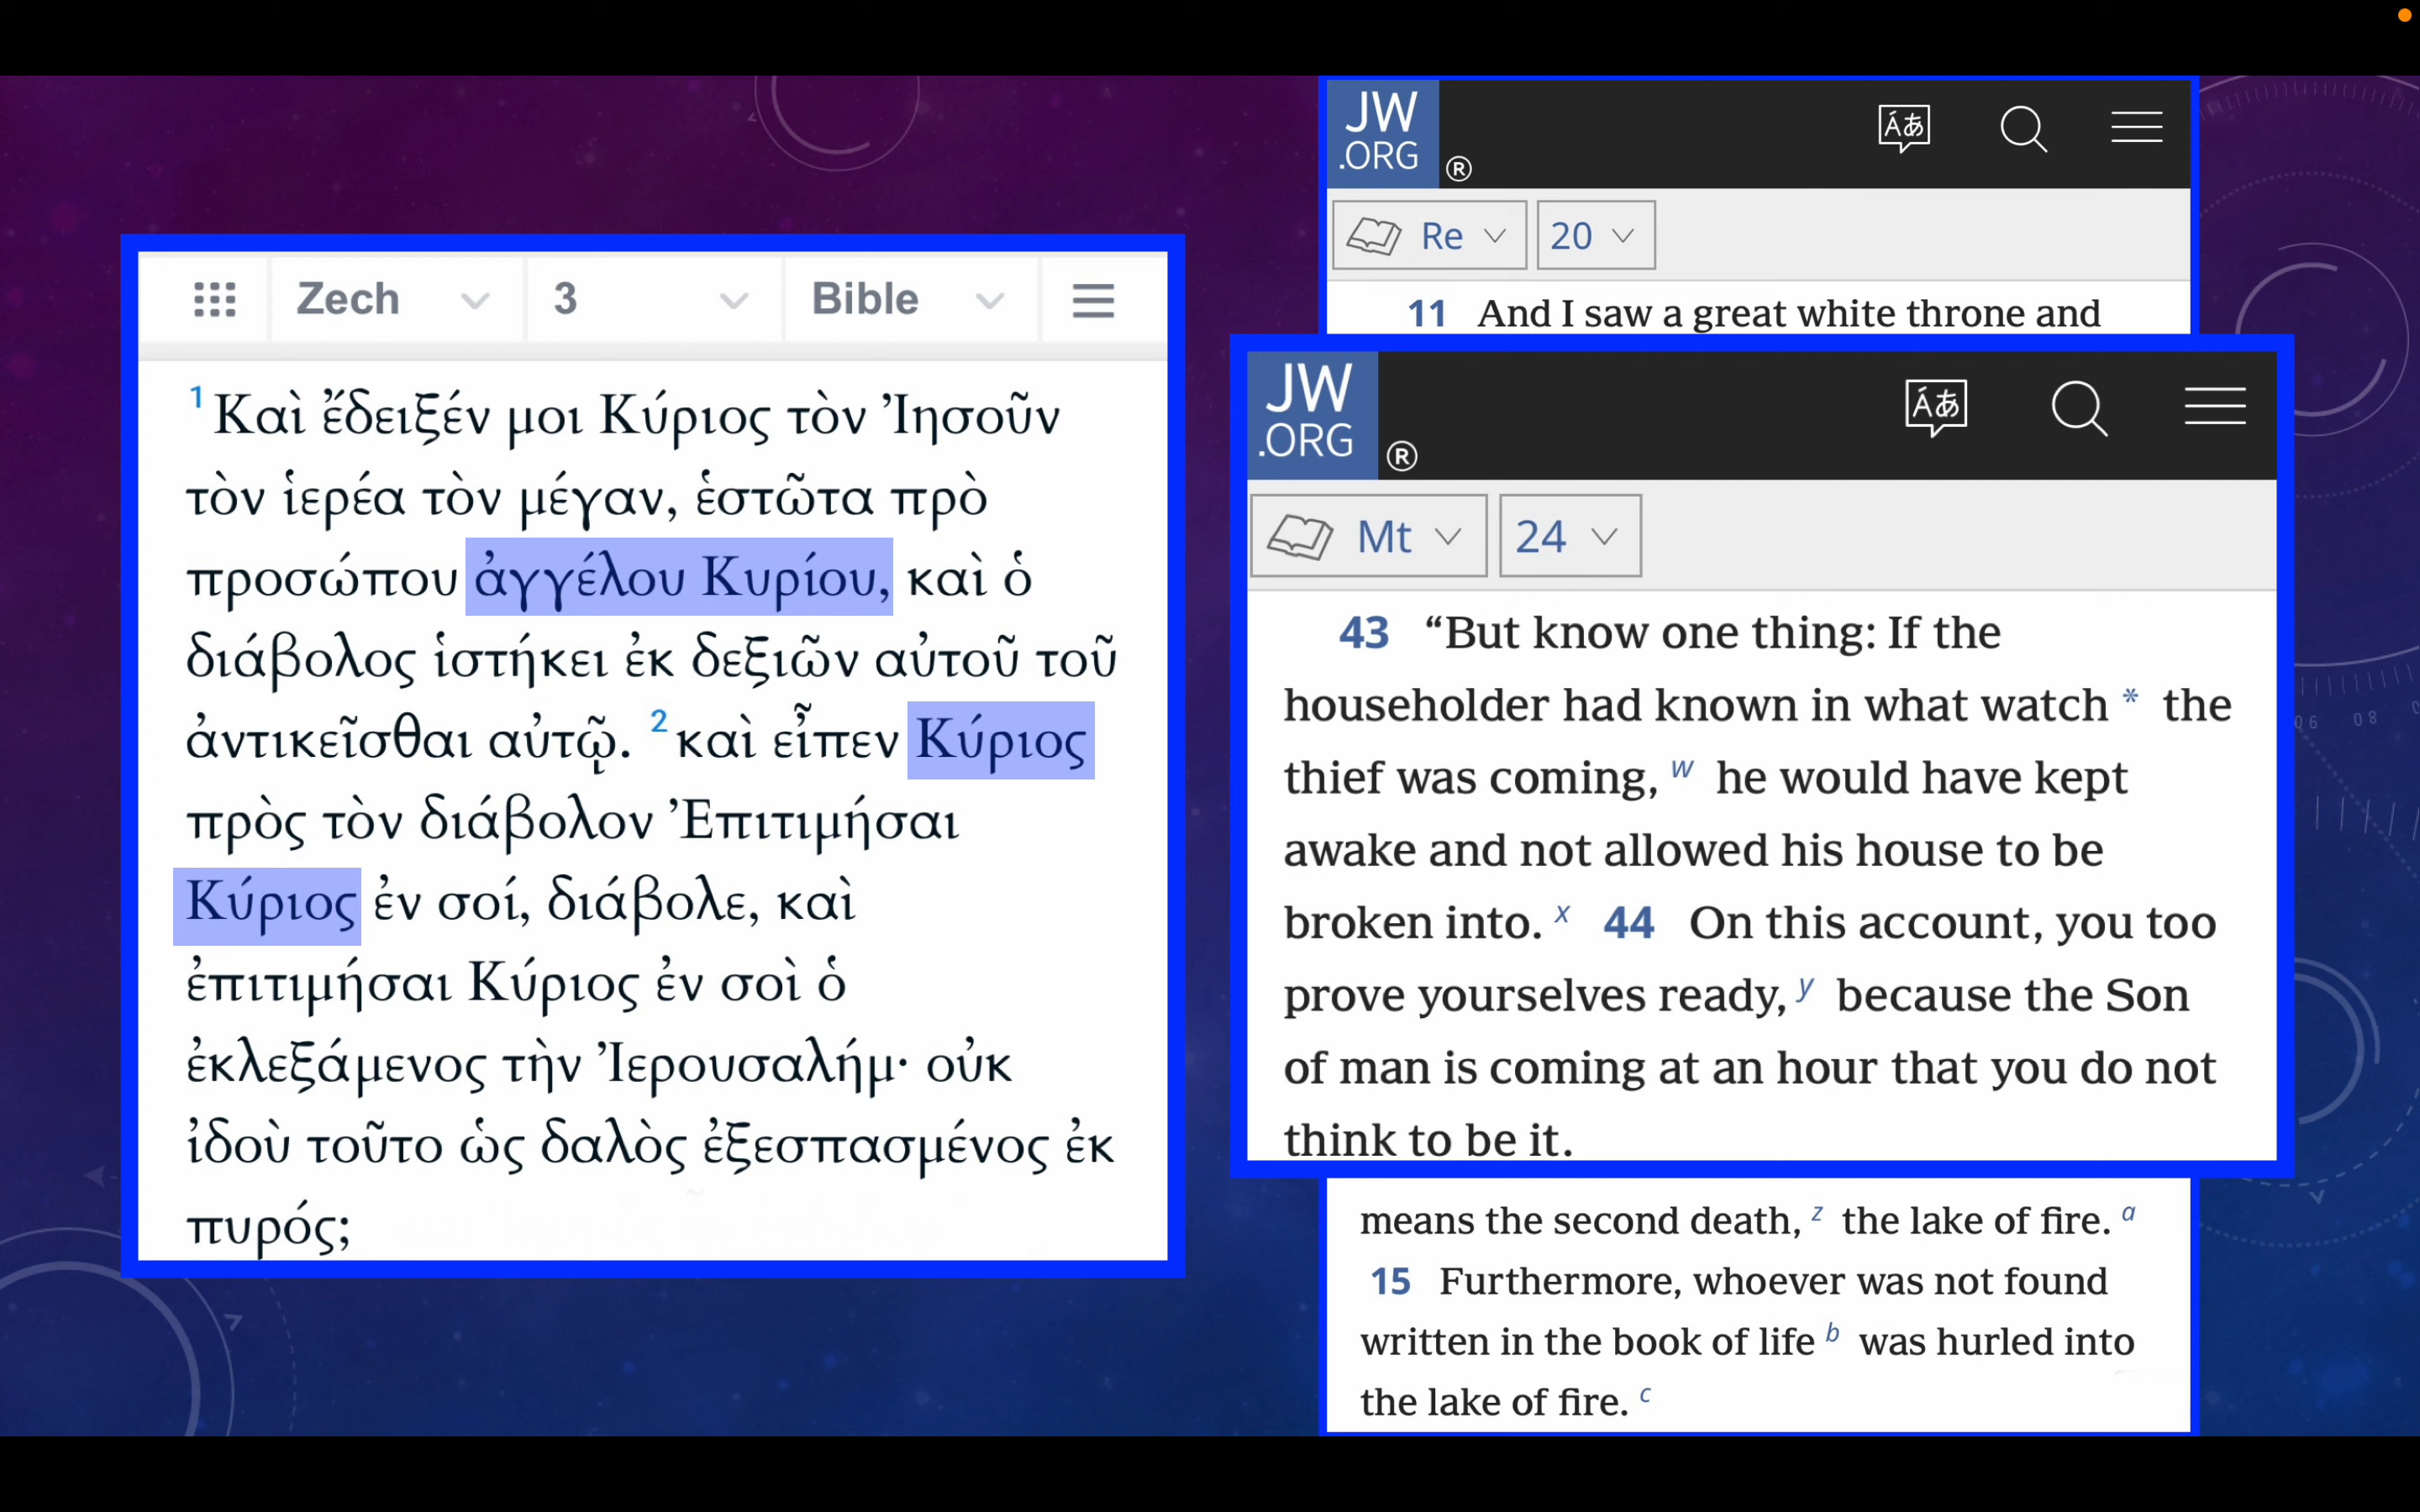 Zech 3 Bible
1 Καὶ ἔδειξέν μοι Κύριος τὸν Ἰησοῦν
τὸν ἱερέα τὸν μέγαν, ἑστῶτα πρὸ
προσώπου ἀγγέλου Κυρίου, καὶ ὁ
διάβολος ἱστήκει ἐκ δεξιῶν αὐτοῦ τοῦ
ἀντικεῖσθαι αὐτῷ. 2 καὶ εἶπεν Κύριος
πρὸς τὸν διάβολον Ἐπιτιμήσαι
Κύριος ἐν σοί, διάβολε, καὶ
ἐπιτιμήσαι Κύριος ἐν σοὶ ὁ
ἐκλεξάμενος τὴν Ἰερουσαλήμ· οὐκ
ἰδοὺ τοῦτο ὡς δαλὸς ἐξεσπασμένος ἐκ
πυρός;
JW
.ORG ®
Áあ
Re 20
11 And I saw a great white throne and
JW
.ORG ®
Áあ
Mt 24
43 “But know one thing: If the
householder had known in what watch * the
thief was coming, w he would have kept
awake and not allowed his house to be
broken into. x 44 On this account, you too
prove yourselves ready, y because the Son
of man is coming at an hour that you do not
think to be it.
means the second death, z the lake of fire. a
15 Furthermore, whoever was not found
written in the book of life b was hurled into
the lake of fire. c